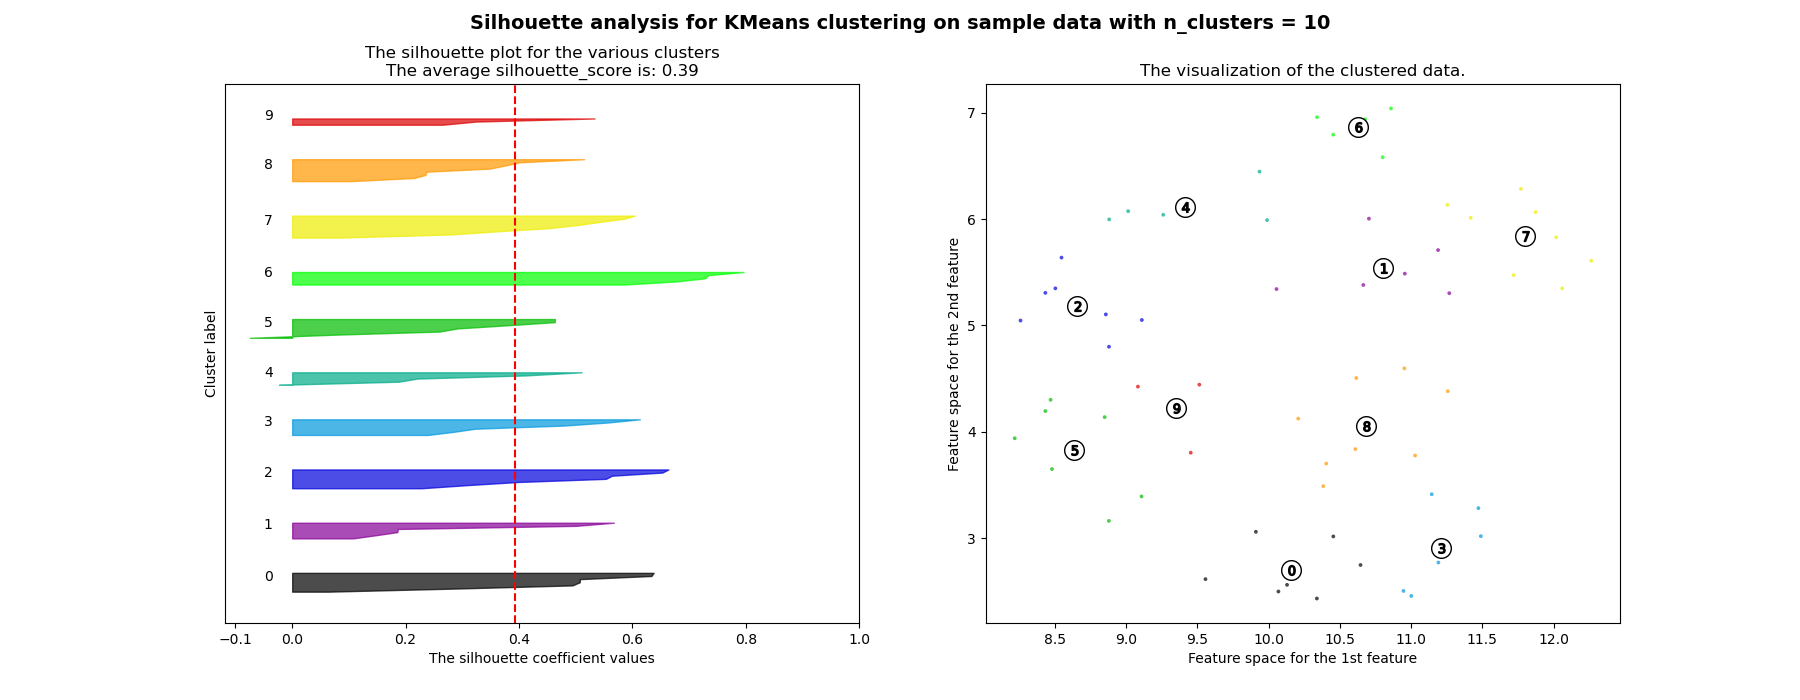 Silhouette analysis for KMeans clustering on sample data with n_clusters = 10
The silhouette plot for the various clusters
The average silhouette_score is: 0.39
Cluster label
9
8
7
6
5
4
3
2
1
0
−0.1 0.0 0.2 0.4 0.6 0.8 1.0
The silhouette coefficient values
The visualization of the clustered data.
Feature space for the 2nd feature
7
6
5
4
3
6
4
7
1
2
9
8
5
3
0
8.5 9.0 9.5 10.0 10.5 11.0 11.5 12.0
Feature space for the 1st feature